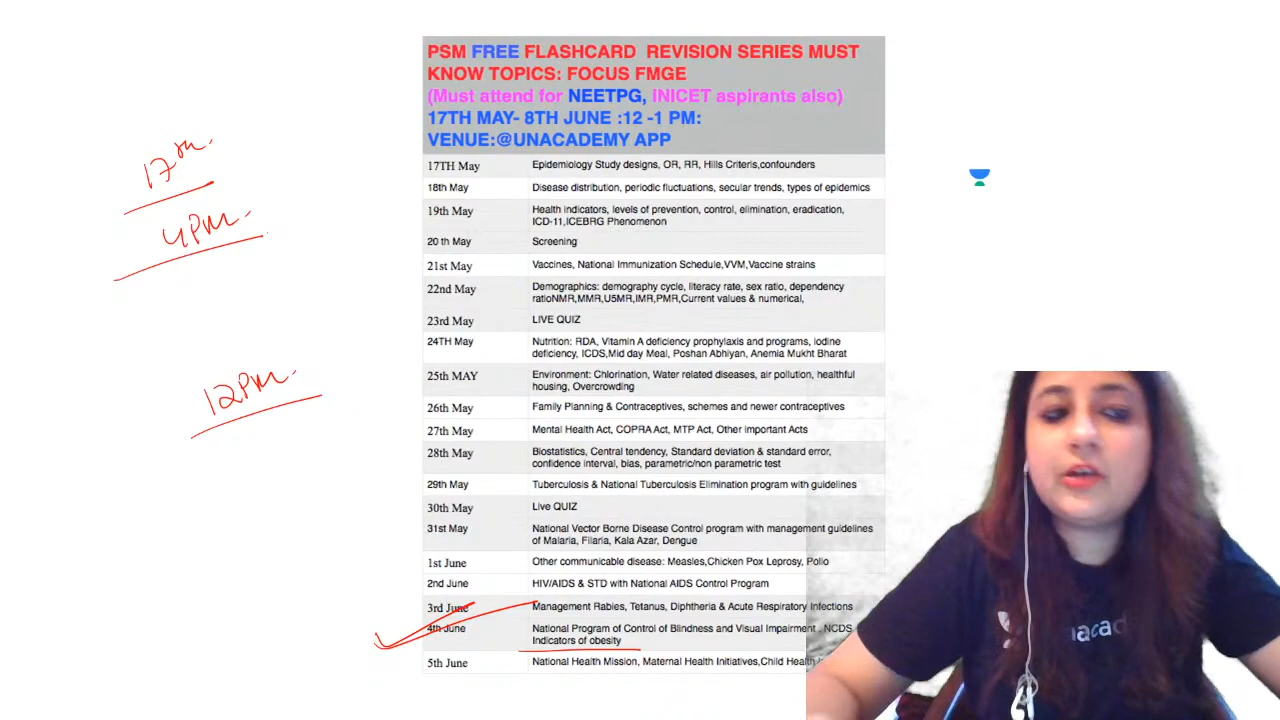 PSM FREE FLASHCARD REVISION SERIES MUST
KNOW TOPICS: FOCUS FMGE
(Must attend for NEETPG, INICET aspirants also)
17TH MAY- 8TH JUNE :12 -1 PM:
VENUE:@UNACADEMY APP
17TH May Epidemiology Study designs, OR, RR, Hills Criteris,confounders
18th May Disease distribution, periodic fluctuations, secular trends, types of epidemics
19th May Health indicators, levels of prevention, control, elimination, eradication,
ICD-11,ICEBRG Phenomenon
20 th May Screening
21st May Vaccines, National Immunization Schedule,VVM,Vaccine strains
22nd May Demographics: demography cycle, literacy rate, sex ratio, dependency
ratioNMR,MMR,U5MR,IMR,PMR,Current values & numerical,
23rd May LIVE QUIZ
24TH May Nutrition: RDA, Vitamin A deficiency prophylaxis and programs, iodine
deficiency, ICDS,Mid day Meal, Poshan Abhiyan, Anemia Mukht Bharat
25th MAY Environment: Chlorination, Water related diseases, air pollution, healthful
housing, Overcrowding
26th May Family Planning & Contraceptives, schemes and newer contraceptives
27th May Mental Health Act, COPRA Act, MTP Act, Other important Acts
28th May Biostatistics, Central tendency, Standard deviation & standard error,
confidence interval, bias, parametric/non parametric test
29th May Tuberculosis & National Tuberculosis Elimination program with guidelines
30th May Live QUIZ
31st May National Vector Borne Disease Control program with management guidelines
of Malaria, Filaria, Kala Azar, Dengue
1st June Other communicable disease: Measles,Chicken Pox Leprosy, Polio
2nd June HIV/AIDS & STD with National AIDS Control Program
3rd June Management Rabies, Tetanus, Diphtheria & Acute Respiratory Infections
4th June National Program of Control of Blindness and Visual Impairment . NCDS
Indicators of obesity
5th June National Health Mission, Maternal Health Initiatives,Child Health
17th
4PM
12PM